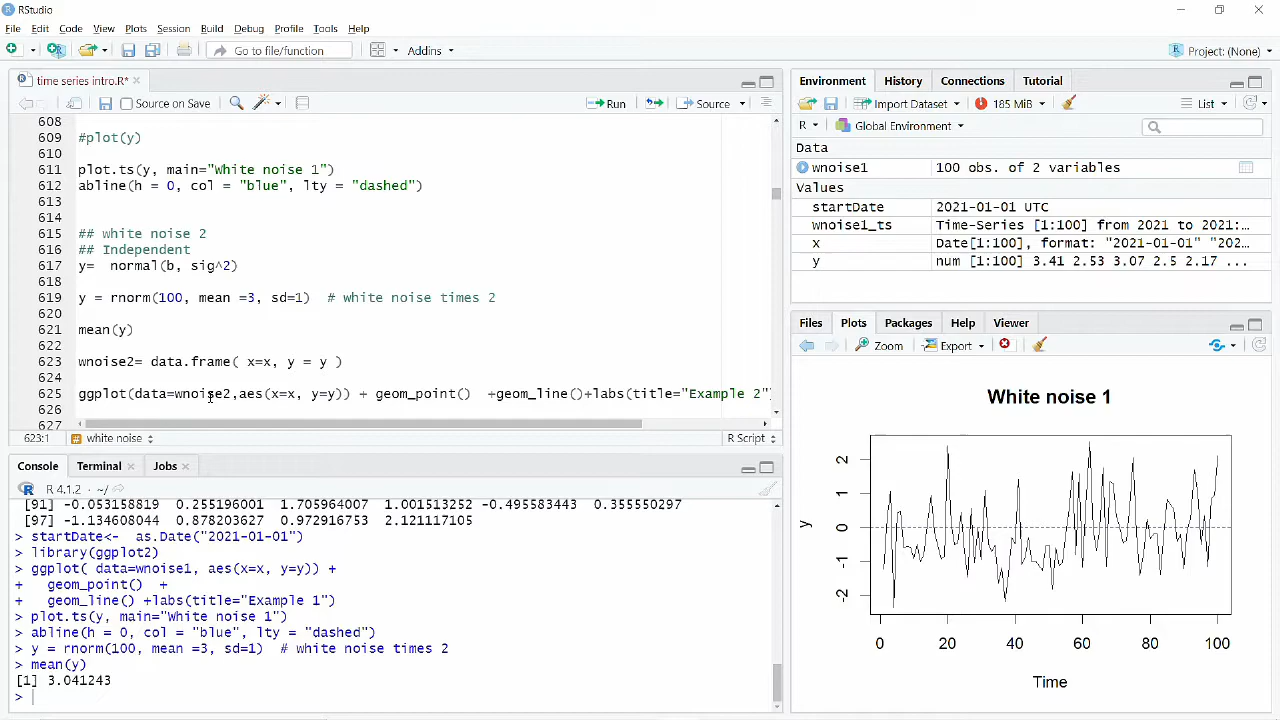 RStudio
File Edit Code View Plots Session Build Debug Profile Tools Help
Go to file/function Addins Project: (None)
time series intro.R*
Source on Save Run Source
608
609 #plot(y)
610
611 plot.ts(y, main="White noise 1")
612 abline(h = 0, col = "blue", lty = "dashed")
613
614
615 ## white noise 2
616 ## Independent
617 y= normal(b, sig^2)
618
619 y = rnorm(100, mean =3, sd=1) # white noise times 2
620
621 mean(y)
622
623 wnoise2= data.frame( x=x, y = y )
624
625 ggplot(data=wnoise2,aes(x=x, y=y)) + geom_point() +geom_line()+labs(title="Example 2")
626
627
623:1 white noise R Script
Console Terminal Jobs
R 4.1.2 · ~/
[91] -0.053158819 0.255196001 1.705964007 1.001513252 -0.495583443 0.355550297
[97] -1.134608044 0.878203627 0.972916753 2.121117105
> startDate<- as.Date("2021-01-01")
> library(ggplot2)
> ggplot( data=wnoise1, aes(x=x, y=y)) +
+ geom_point() +
+ geom_line() +labs(title="Example 1")
> plot.ts(y, main="White noise 1")
> abline(h = 0, col = "blue", lty = "dashed")
> y = rnorm(100, mean =3, sd=1) # white noise times 2
> mean(y)
[1] 3.041243
>
Environment History Connections Tutorial
Import Dataset 185 MiB List
R Global Environment
Data
wnoise1 100 obs. of 2 variables
Values
startDate 2021-01-01 UTC
wnoise1_ts Time-Series [1:100] from 2021 to 2021:…
x Date[1:100], format: "2021-01-01" "202…
y num [1:100] 3.41 2.53 3.07 2.5 2.17 ...
Files Plots Packages Help Viewer
Zoom Export
White noise 1
y
2
1
0
-1
-2
0 20 40 60 80 100
Time